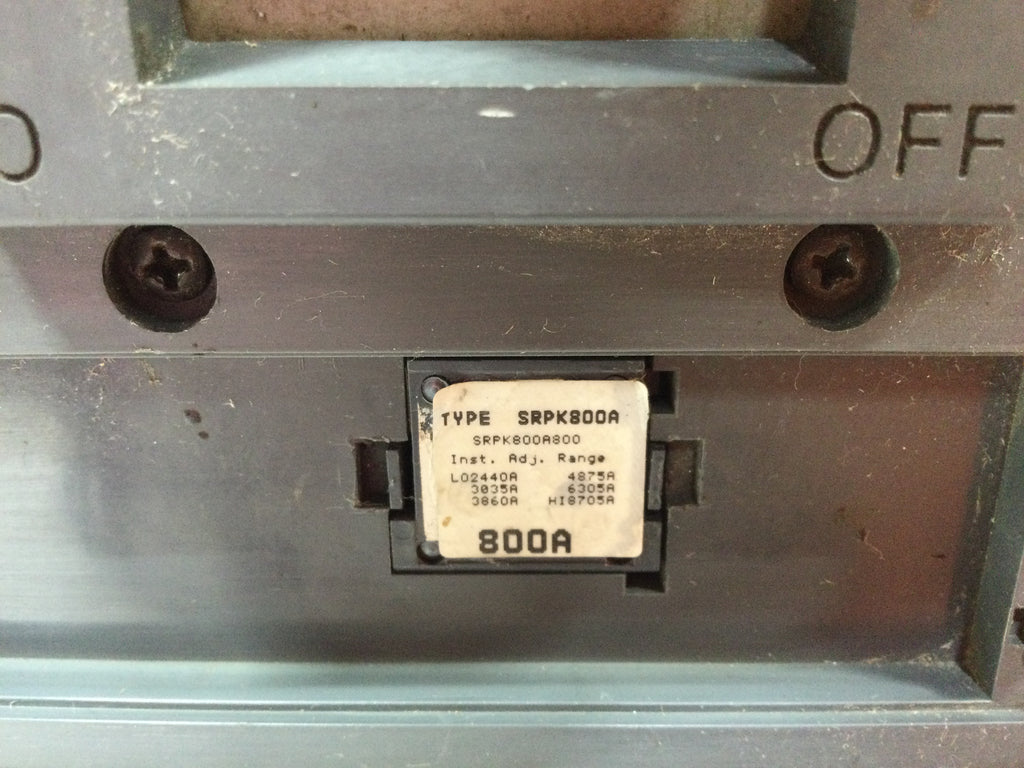 OFF
TYPE SRPK800A
SRPK800A800
Inst. Adj. Range
LO2440A 4875A
3035A 6305A
3860A HI8705A
800A